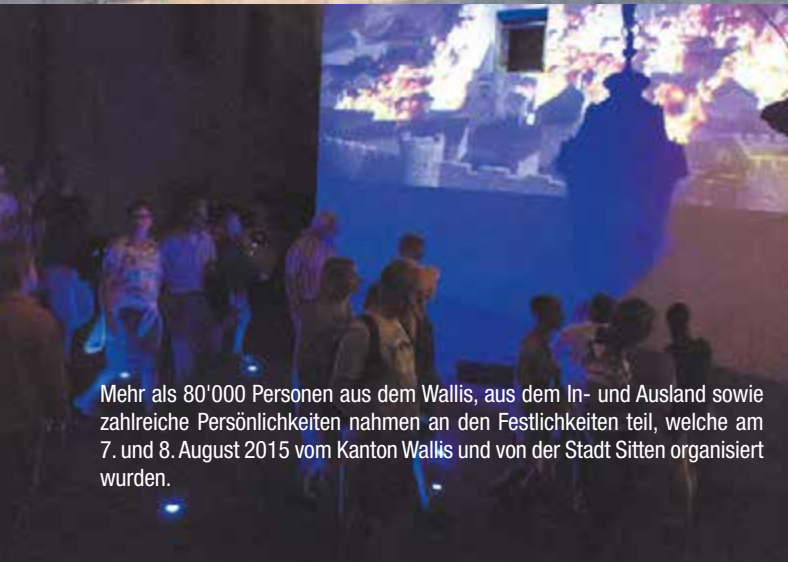 Mehr als 80'000 Personen aus dem Wallis, aus dem In- und Ausland sowie
zahlreiche Persönlichkeiten nahmen an den Festlichkeiten teil, welche am
7. und 8. August 2015 vom Kanton Wallis und von der Stadt Sitten organisiert
wurden.